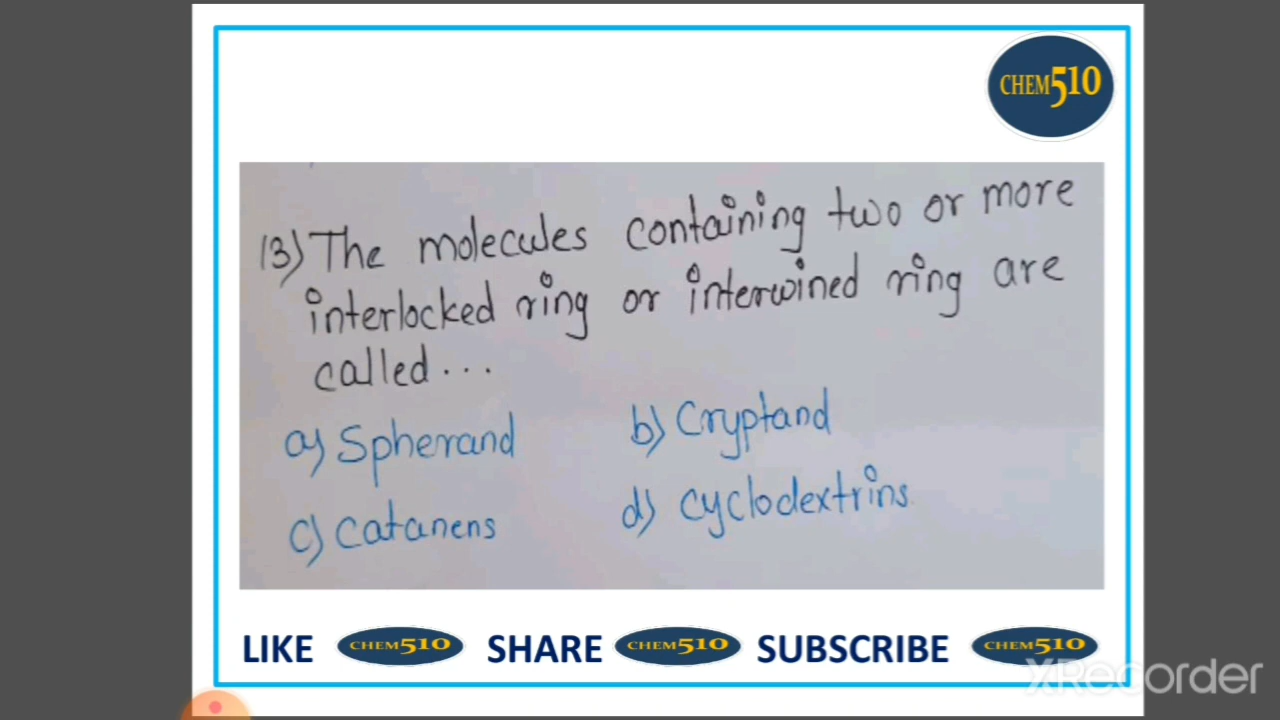 CHEM510
13) The molecules containing two or more
interlocked ring or interwined ring are
called...
a) Spherand b) Cryptand
c) Catanens d) Cyclodextrins
LIKE CHEM510 SHARE CHEM510 SUBSCRIBE CHEM510
XRecorder